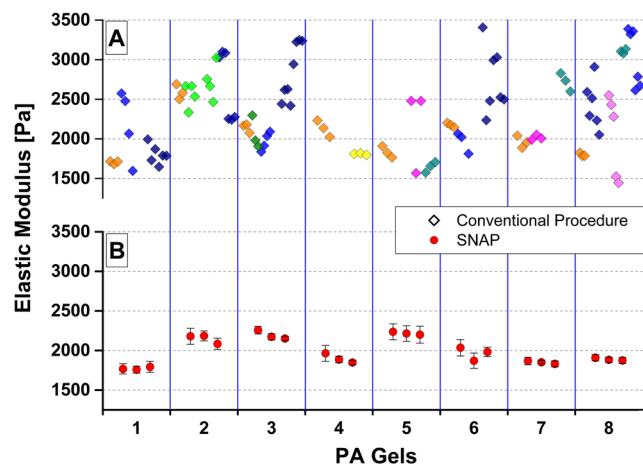 A
3500
3000
2500
2000
1500
Elastic Modulus [Pa]
Conventional Procedure
SNAP
B
3500
3000
2500
2000
1500
1 2 3 4 5 6 7 8
PA Gels